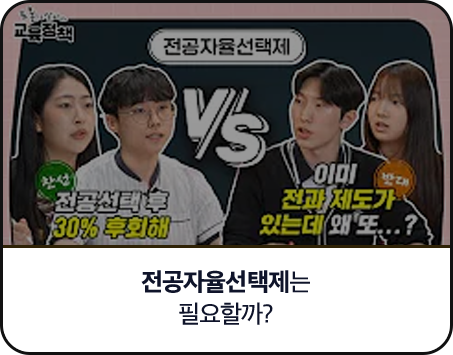 교육정책
전공자율선택제
VS
찬성
전공선택 후
30% 후회해
반대
이미
전과 제도가
있는데 왜 또...?
전공자율선택제는
필요할까?